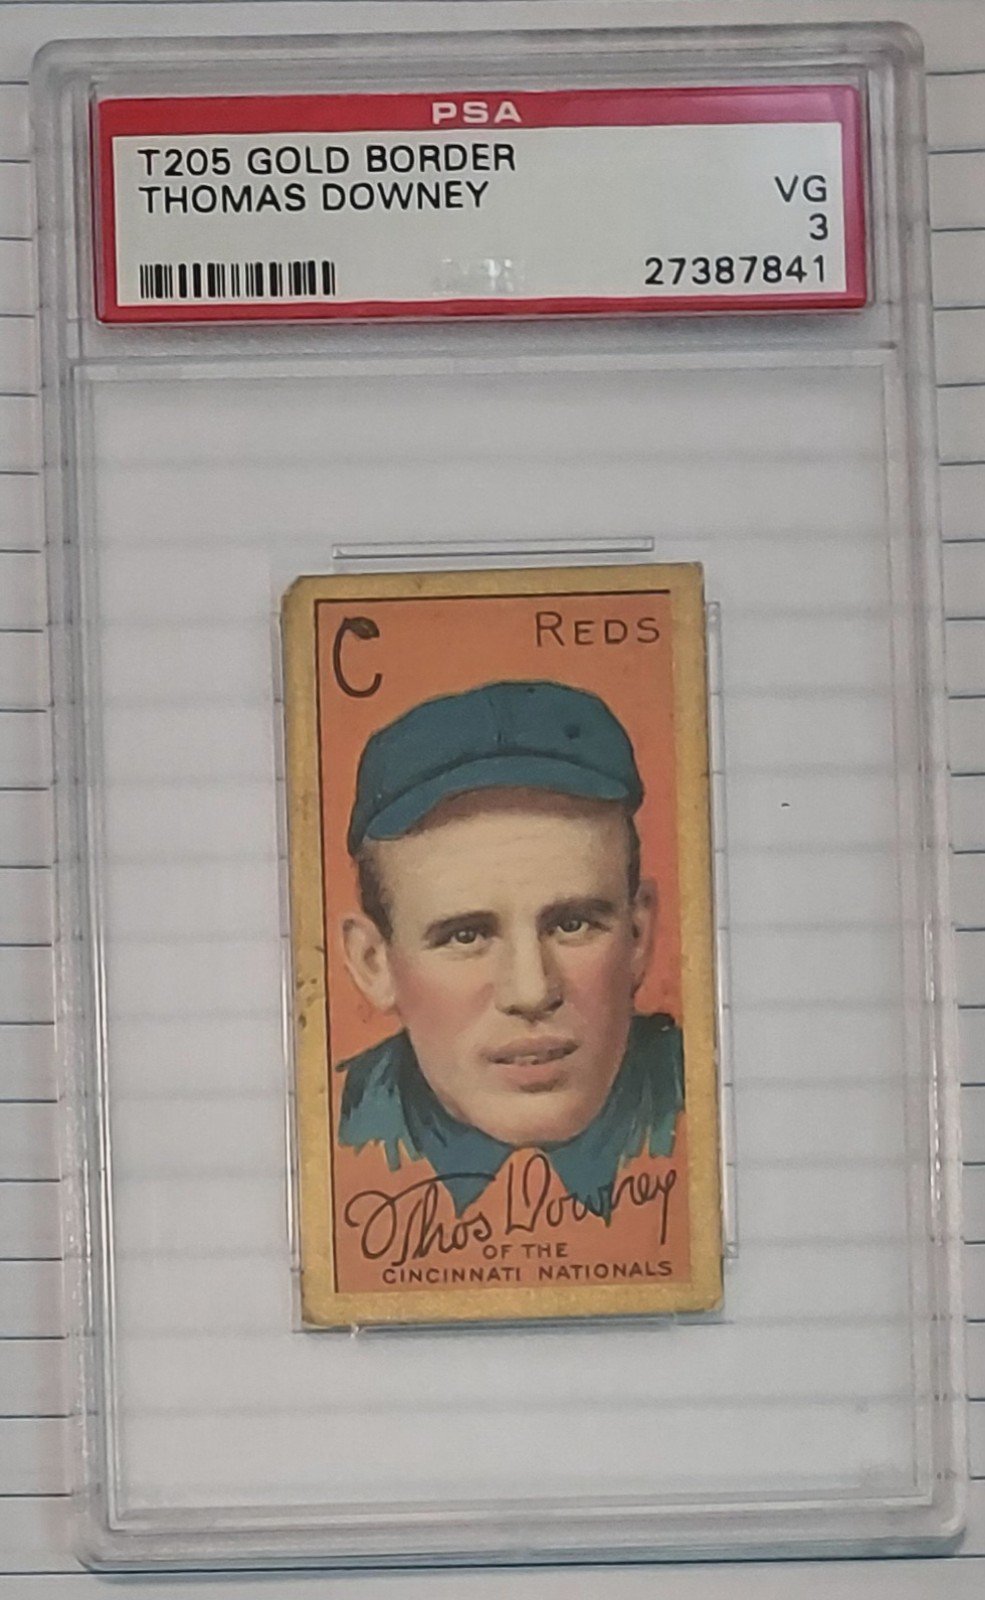 PSA
T205 GOLD BORDER
THOMAS DOWNEY
VG
3
27387841
C
REDS
Thos Downey
OF THE
CINCINNATI NATIONALS